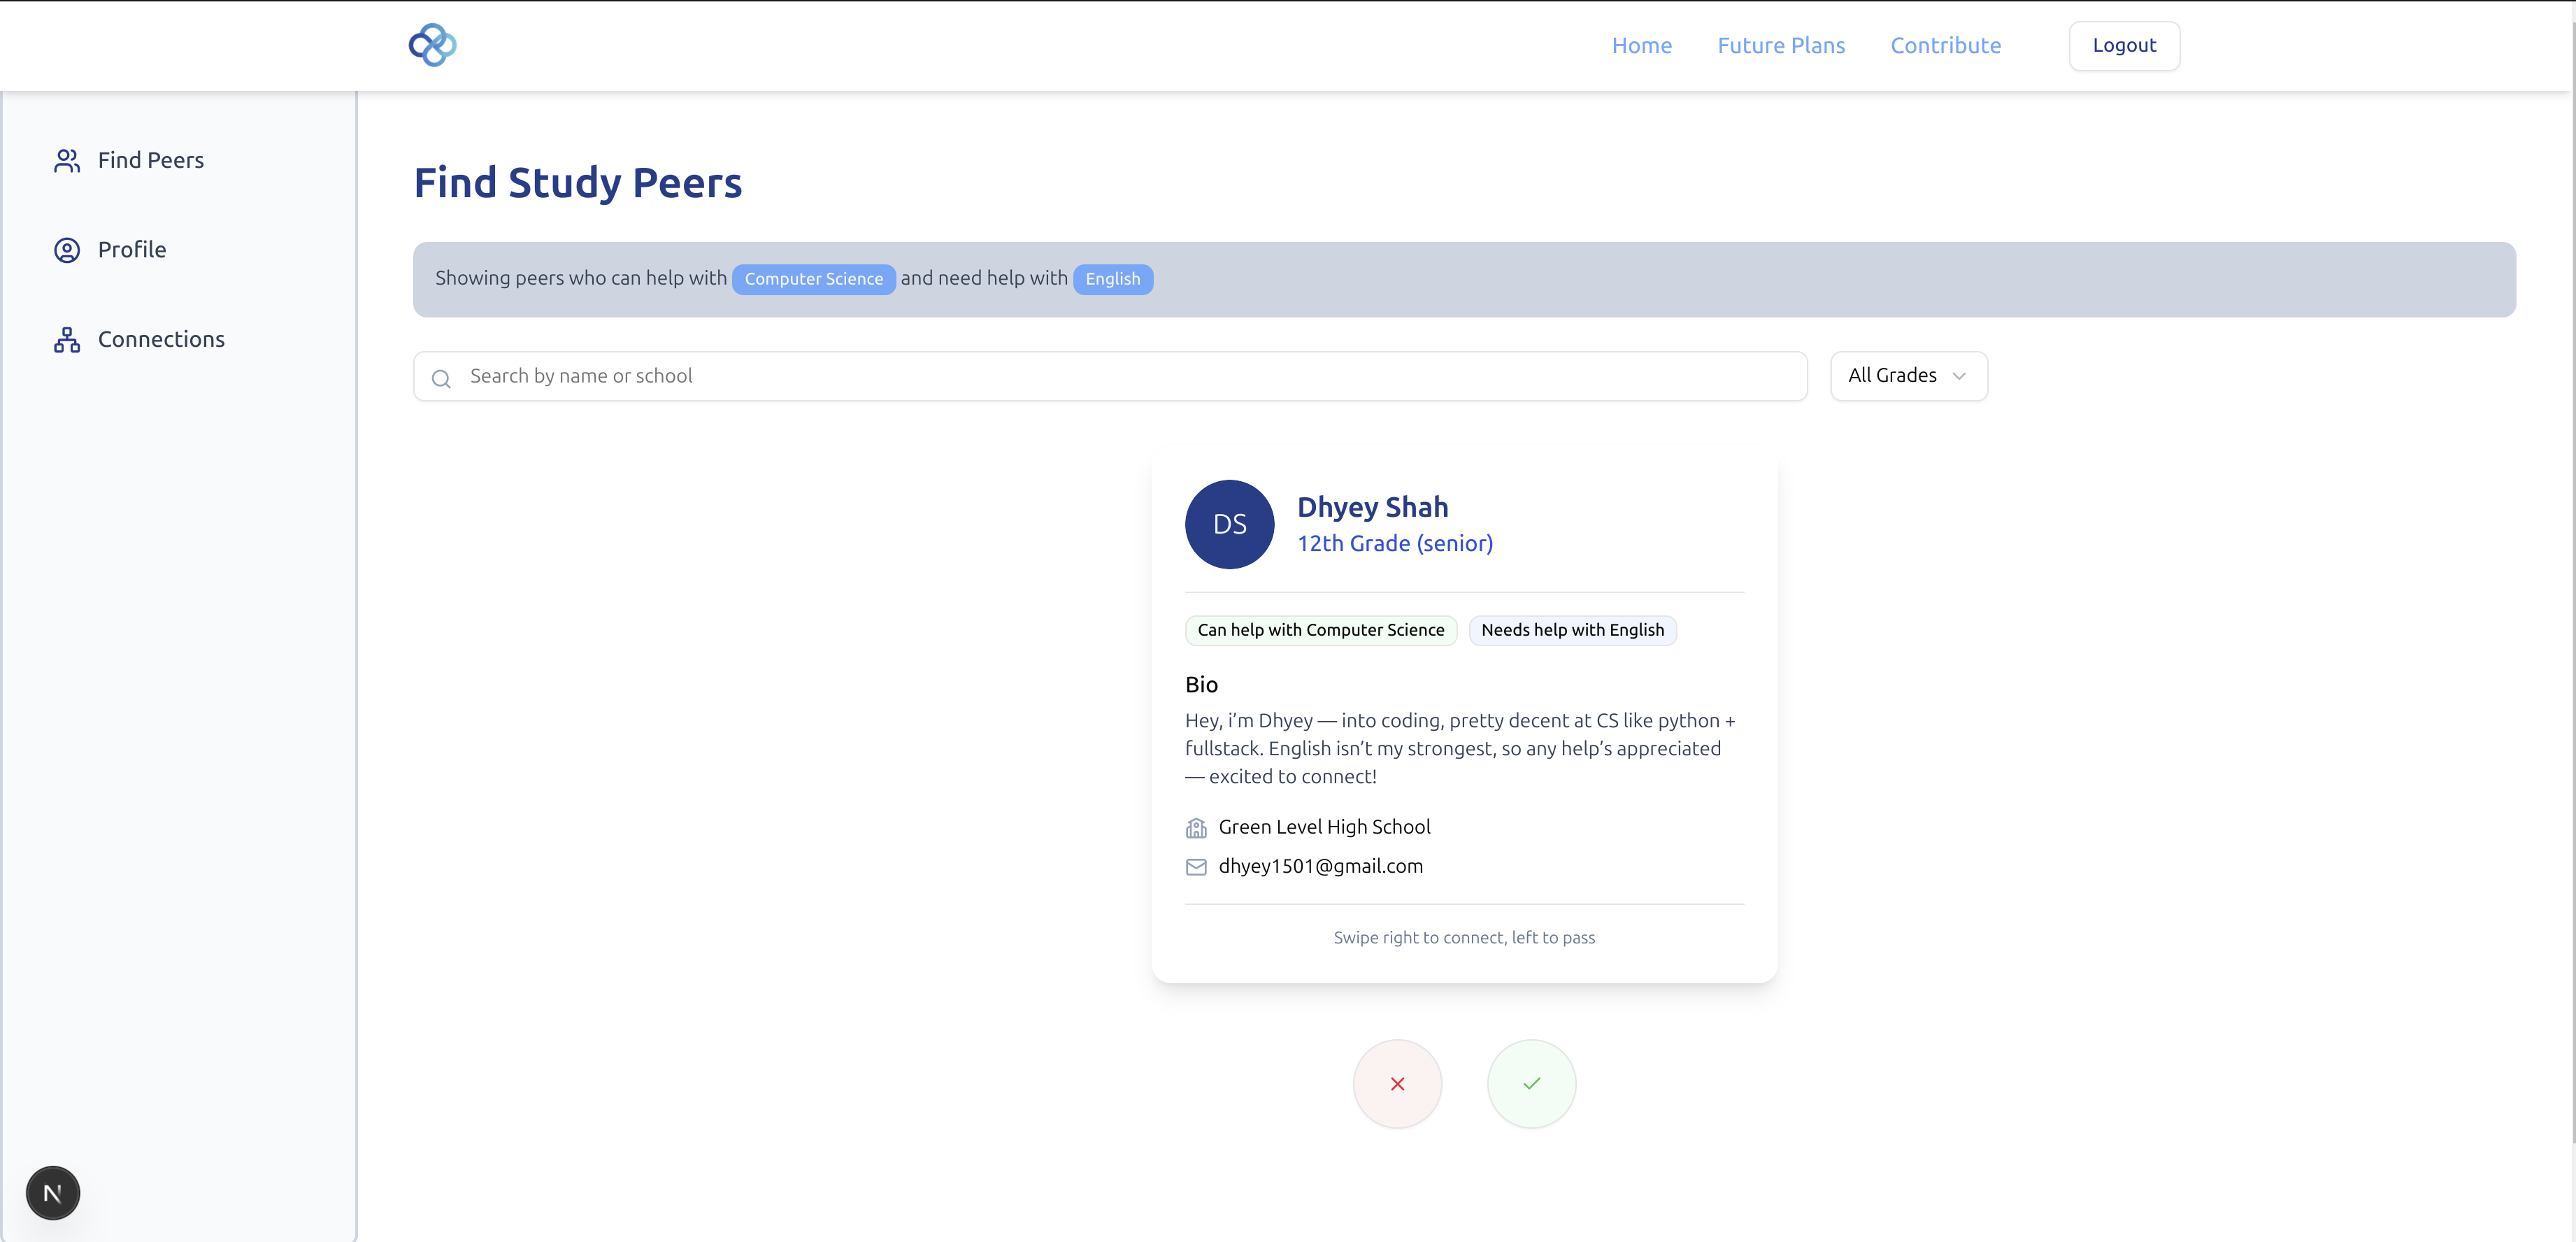 Home Future Plans Contribute Logout
Find Peers
Profile
Connections
Find Study Peers
Showing peers who can help with Computer Science and need help with English
Search by name or school
All Grades
DS
Dhyey Shah
12th Grade (senior)
Can help with Computer Science Needs help with English
Bio
Hey, i’m Dhyey — into coding, pretty decent at CS like python +
fullstack. English isn’t my strongest, so any help’s appreciated
— excited to connect!
Green Level High School
dhyey1501@gmail.com
Swipe right to connect, left to pass
N